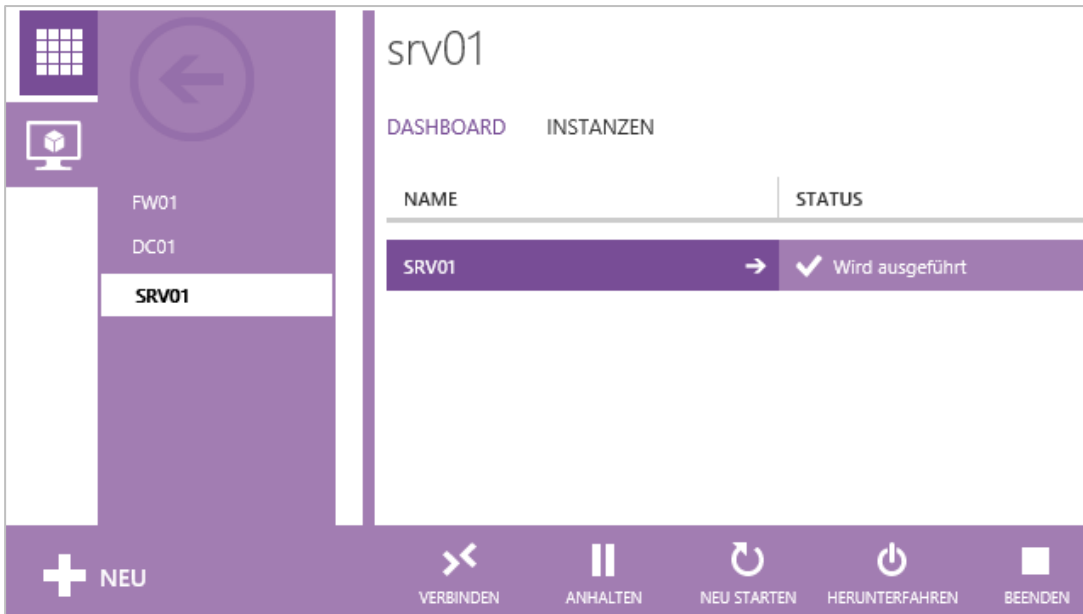 srv01
DASHBOARD INSTANZEN
FW01
DC01
SRV01
NAME STATUS
SRV01 Wird ausgeführt
NEU
VERBINDEN ANHALTEN NEU STARTEN HERUNTERFAHREN BEENDEN